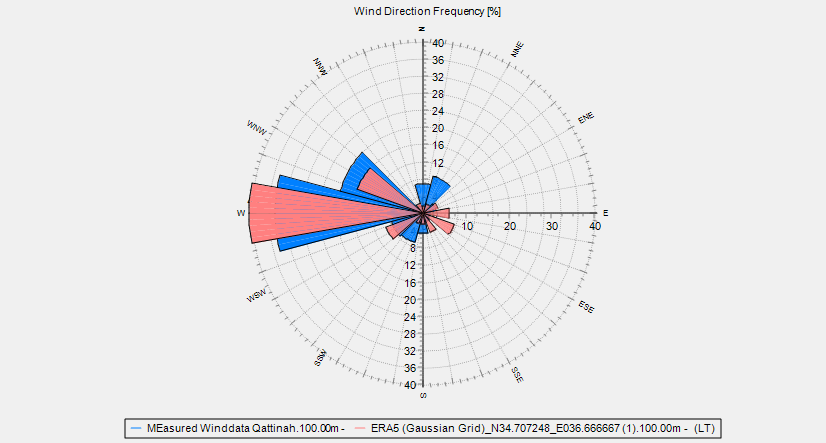 Wind Direction Frequency [%]
N
NNE
ENE
E
ESE
SSE
S
SSW
WSW
W
WNW
NNW
40
36
32
28
24
20
16
12
8
12
16
20
24
28
32
36
40
10
20
30
40
MEasured Winddata Qattinah.100.00m - ERA5 (Gaussian Grid)_N34.707248_E036.666667 (1).100.00m - (LT)